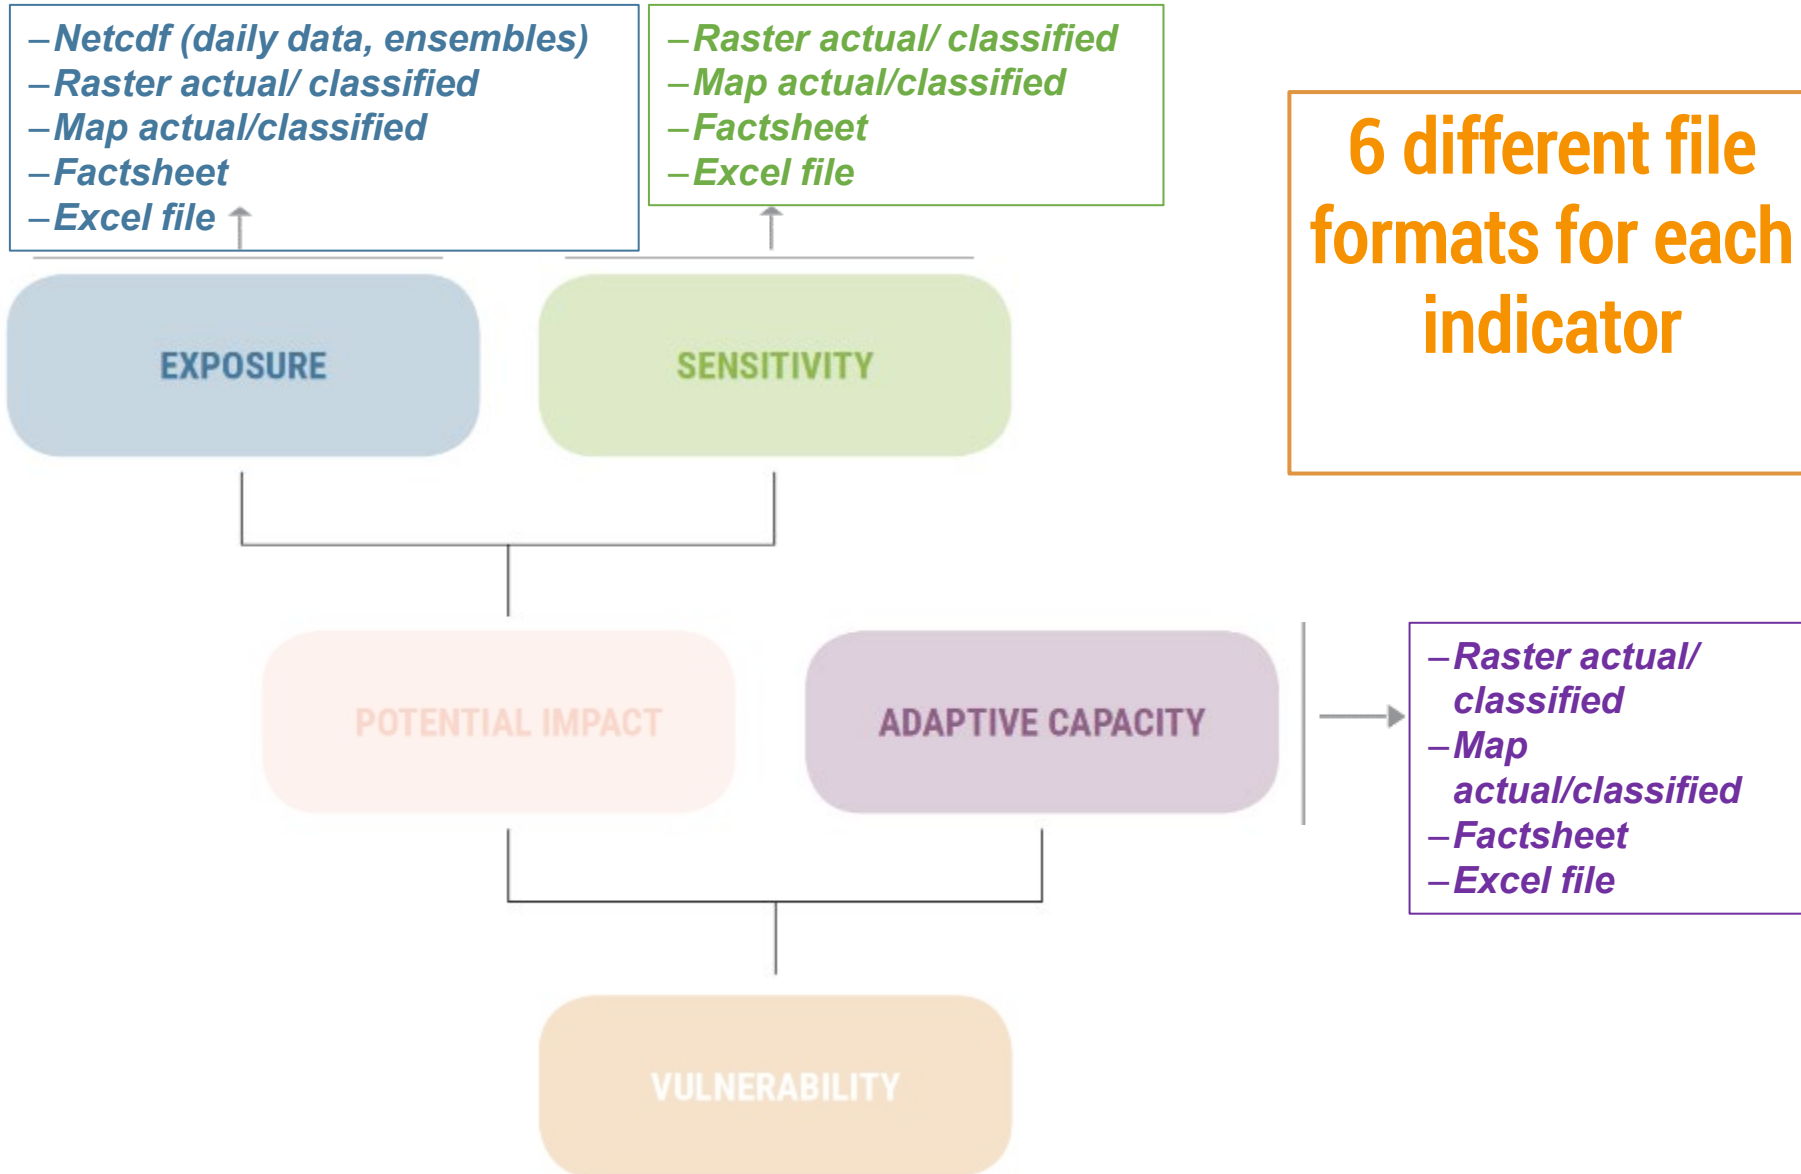 –Netcdf (daily data, ensembles)
–Raster actual/ classified
–Map actual/classified
–Factsheet
–Excel file
–Raster actual/ classified
–Map actual/classified
–Factsheet
–Excel file
6 different file
formats for each
indicator
EXPOSURE
SENSITIVITY
POTENTIAL IMPACT
ADAPTIVE CAPACITY
–Raster actual/
classified
–Map
actual/classified
–Factsheet
–Excel file
VULNERABILITY